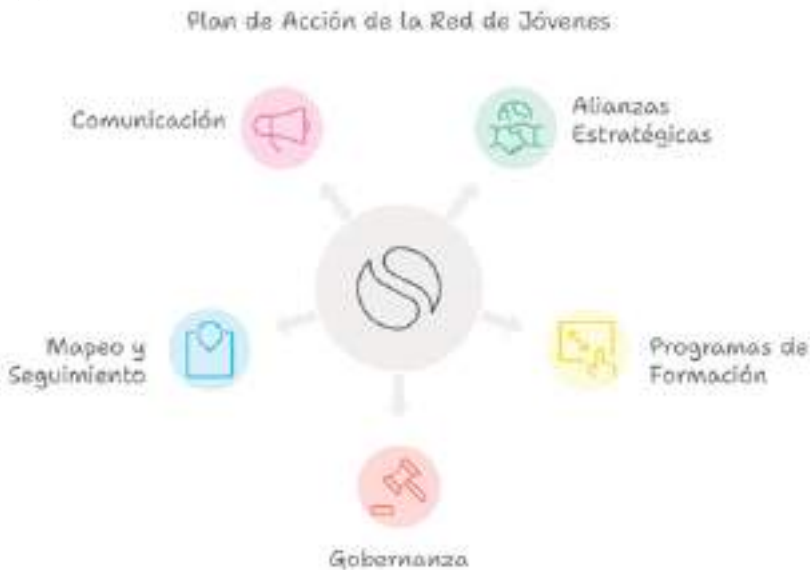 Plan de Acción de la Red de Jóvenes
Comunicación
Alianzas
Estratégicas
Mapeo y
Seguimiento
Programas de
Formación
Gobernanza